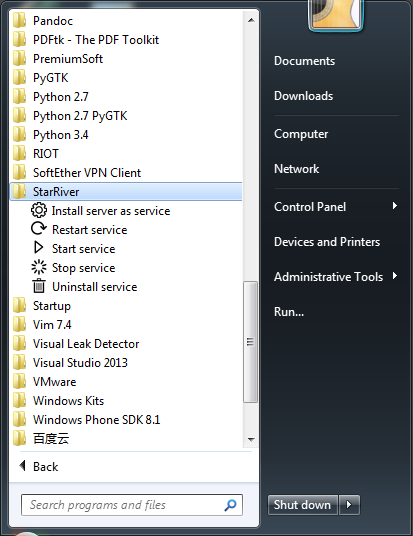 Pandoc
PDFtk - The PDF Toolkit
PremiumSoft
PyGTK
Python 2.7
Python 2.7 PyGTK
Python 3.4
RIOT
SoftEther VPN Client
StarRiver
Install server as service
Restart service
Start service
Stop service
Uninstall service
Startup
Vim 7.4
Visual Leak Detector
Visual Studio 2013
VMware
Windows Kits
Windows Phone SDK 8.1
百度云
Back
Search programs and files
Documents
Downloads
Computer
Network
Control Panel
Devices and Printers
Administrative Tools
Run...
Shut down